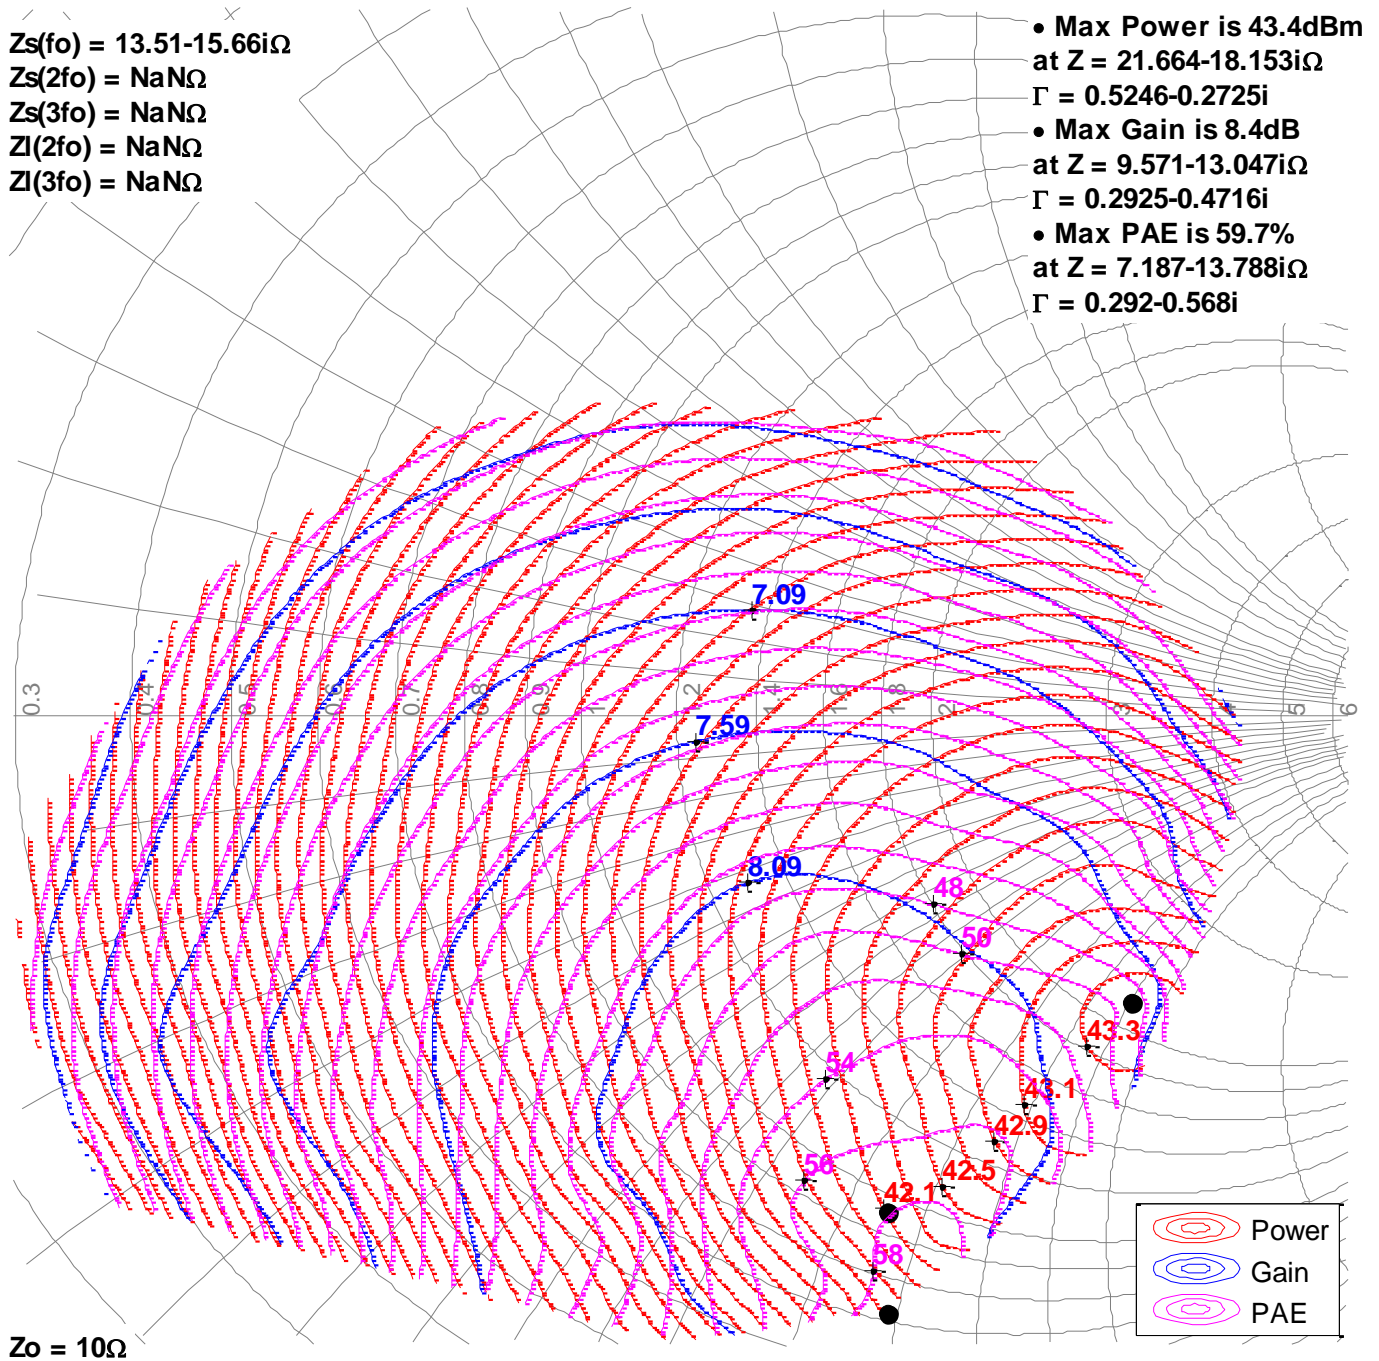 Zs(fo) = 13.51-15.66iΩ
Zs(2fo) = NaNΩ
Zs(3fo) = NaNΩ
Zl(2fo) = NaNΩ
Zl(3fo) = NaNΩ
• Max Power is 43.4dBm
at Z = 21.664-18.153iΩ
Γ = 0.5246-0.2725i
• Max Gain is 8.4dB
at Z = 9.571-13.047iΩ
Γ = 0.2925-0.4716i
• Max PAE is 59.7%
at Z = 7.187-13.788iΩ
Γ = 0.292-0.568i
7.09
0.3
0.4
0.5
0.6
0.7
0.8
0.9
1
1.2
1.4
1.6
1.8
2
3
4
5
6
7.59
8.09
48
50
43.3
54
43.1
42.9
56
42.5
42.1
58
Power
Gain
PAE
Zo = 10Ω